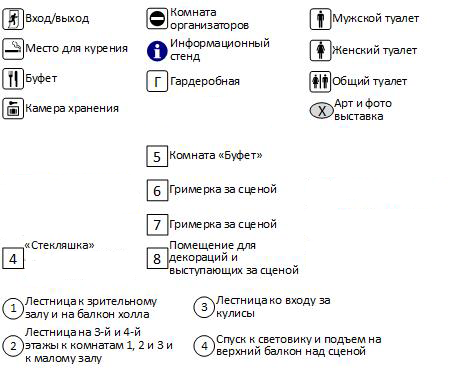 Вход/выход
Место для курения
Буфет
Камера хранения
Комната
организаторов
i
Информационный
стенд
Г
Гардеробная
Мужской туалет
Женский туалет
Общий туалет
X
Арт и фото
выставка
5
Комната «Буфет»
6
Гримерка за сценой
7
Гримерка за сценой
4
«Стекляшка»
8
Помещение для
декораций и
выступающих за сценой
1
Лестница к зрительному
залу и на балкон холла
2
Лестница на 3-й и 4-й
этажы к комнатам 1, 2 и 3 и
к малому залу
3
Лестница ко входу за
кулисы
4
Спуск к световику и подъем на
верхний балкон над сценой